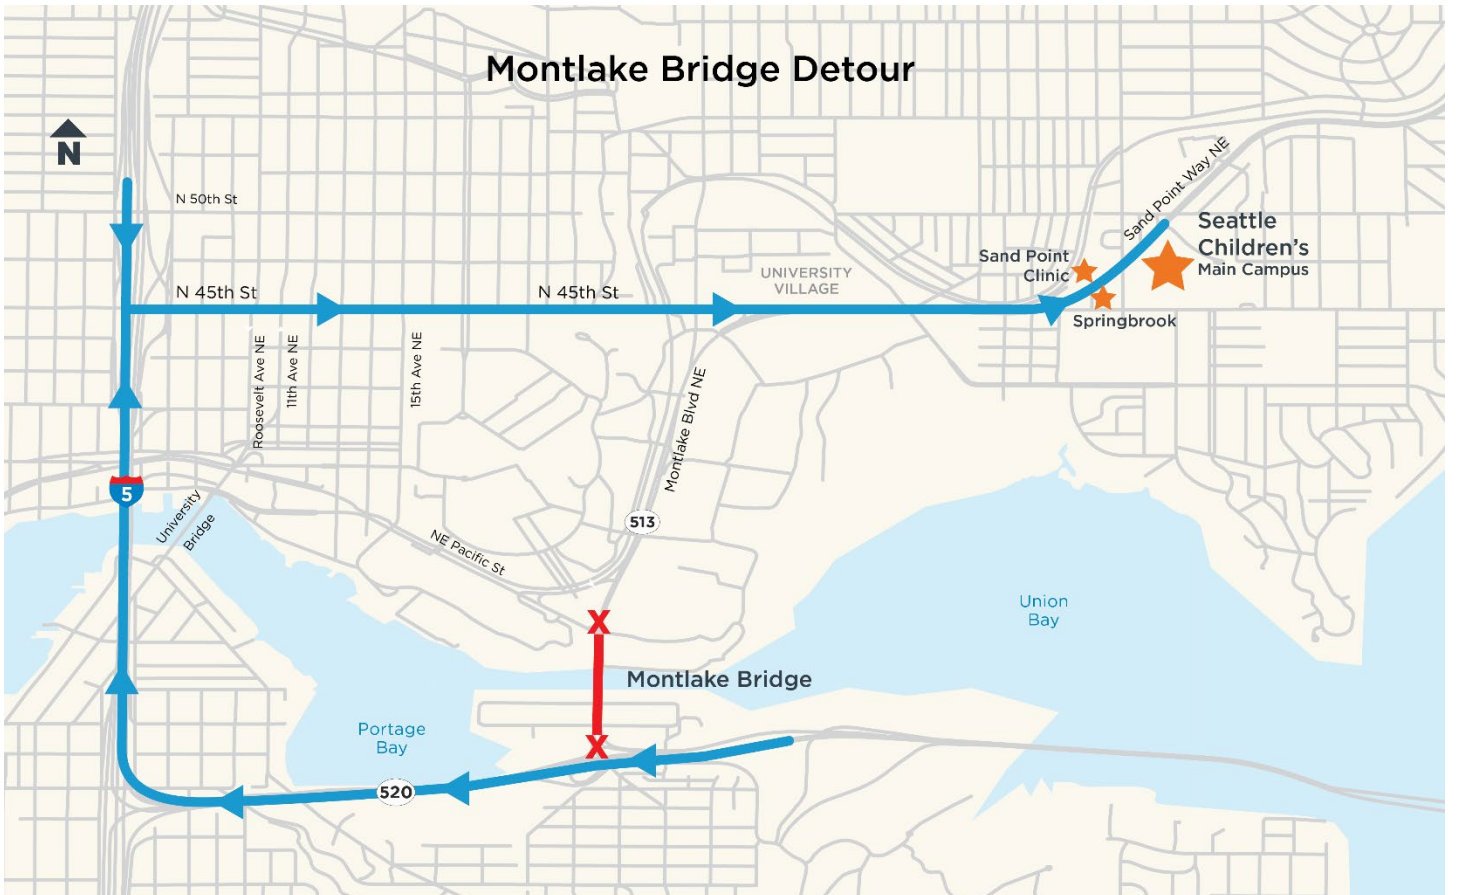 Montlake Bridge Detour
N
N 50th St
Sand Point Way NE
Seattle
Children's
Main Campus
Sand Point
Clinic
UNIVERSITY
VILLAGE
N 45th St
N 45th St
Springbrook
Roosevelt Ave NE
11th Ave NE
15th Ave NE
Montlake Blvd NE
5
University
Bridge
513
NE Pacific St
Union
Bay
X
Montlake Bridge
Portage
Bay
X
520